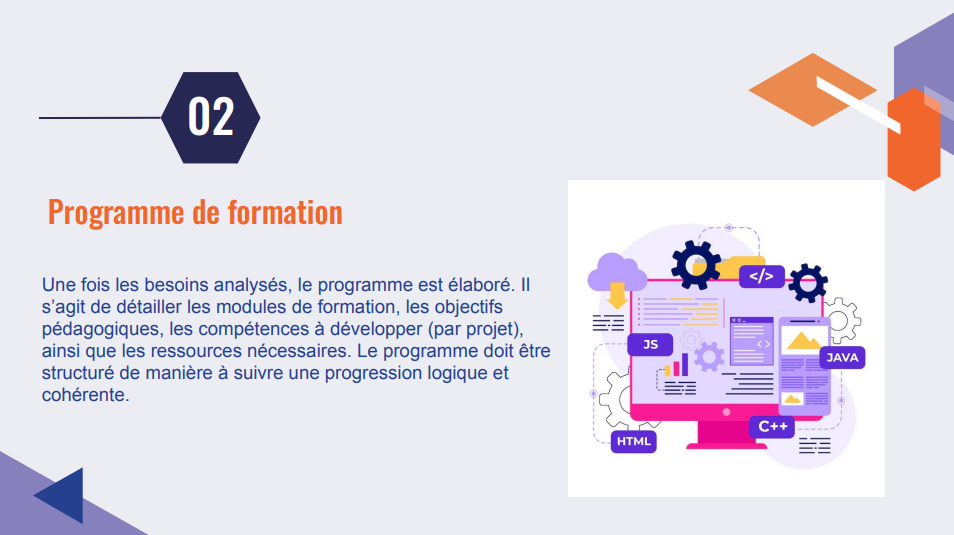 02
Programme de formation
Une fois les besoins analysés, le programme est élaboré. Il
s’agit de détailler les modules de formation, les objectifs
pédagogiques, les compétences à développer (par projet),
ainsi que les ressources nécessaires. Le programme doit être
structuré de manière à suivre une progression logique et
cohérente.
</>
JS
< >
JAVA
C++
HTML